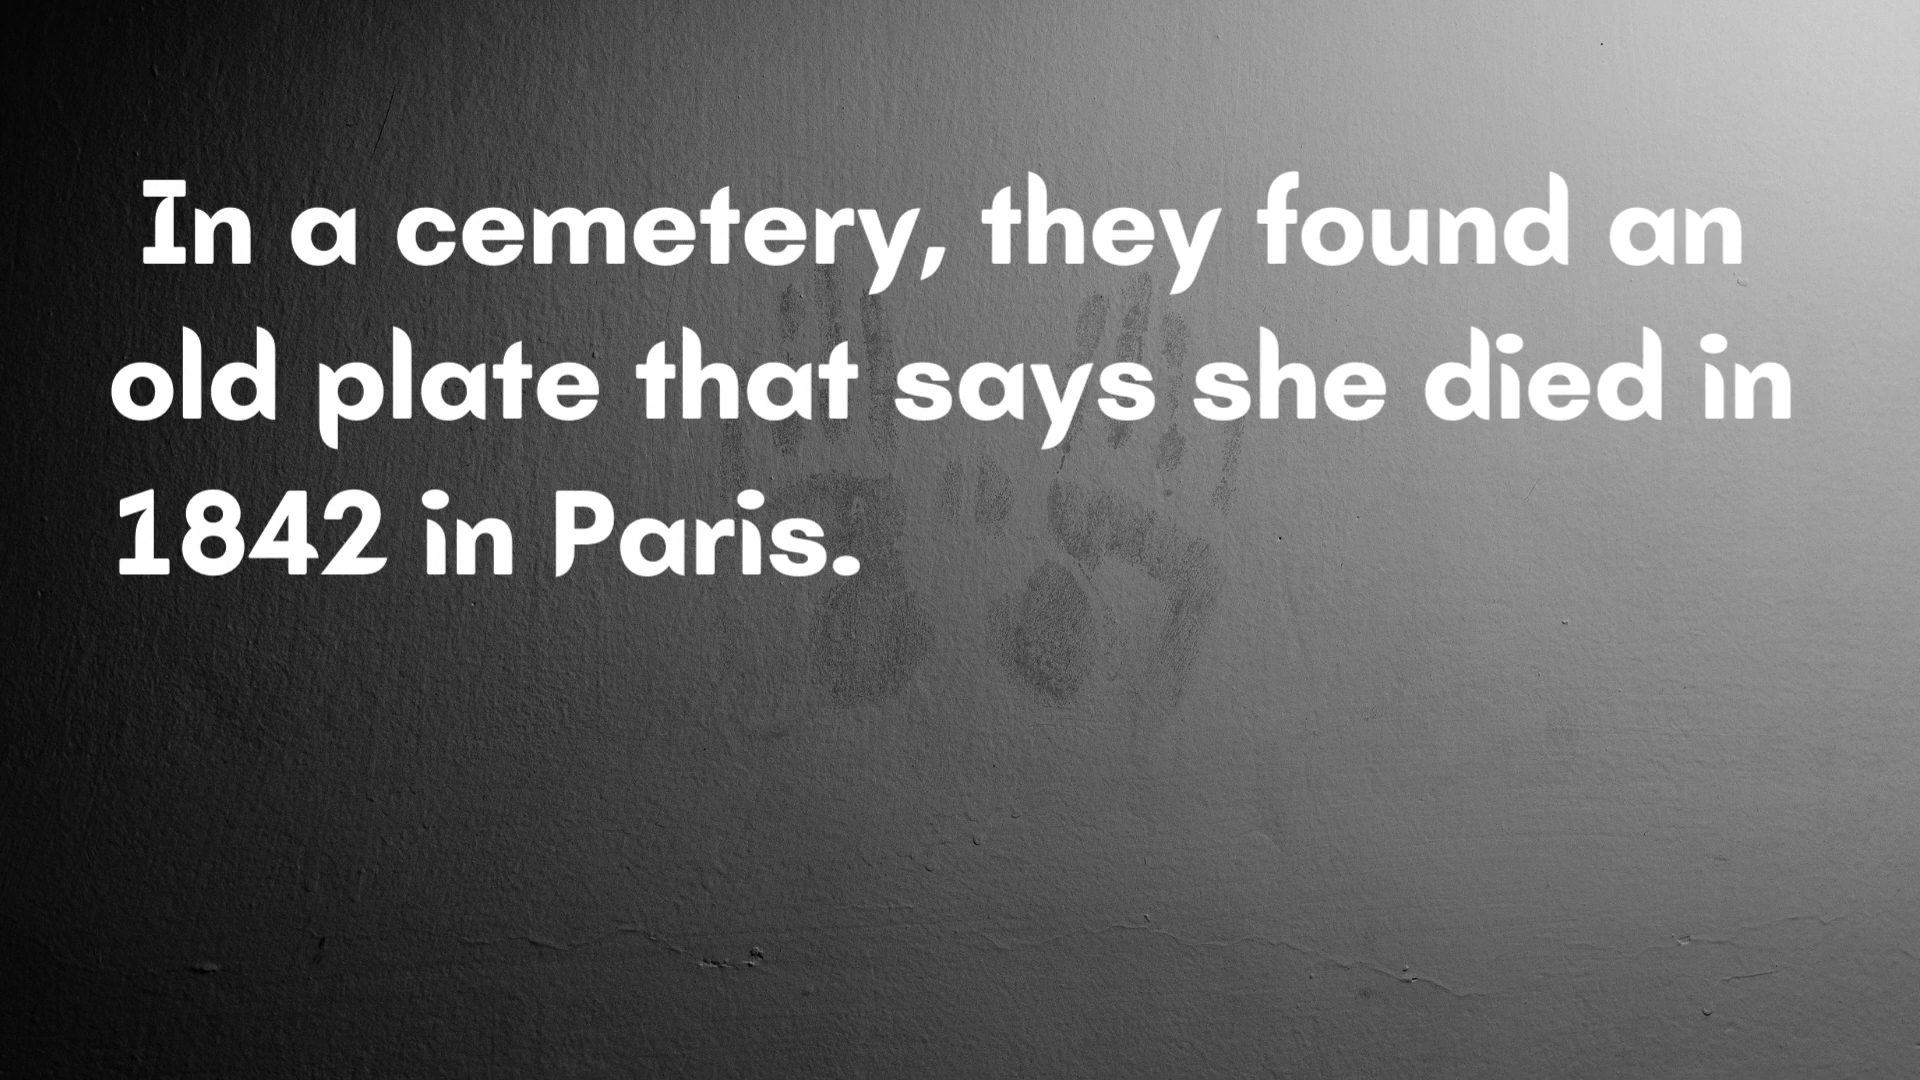 In a cemetery, they found an
old plate that says she died in
1842 in Paris.